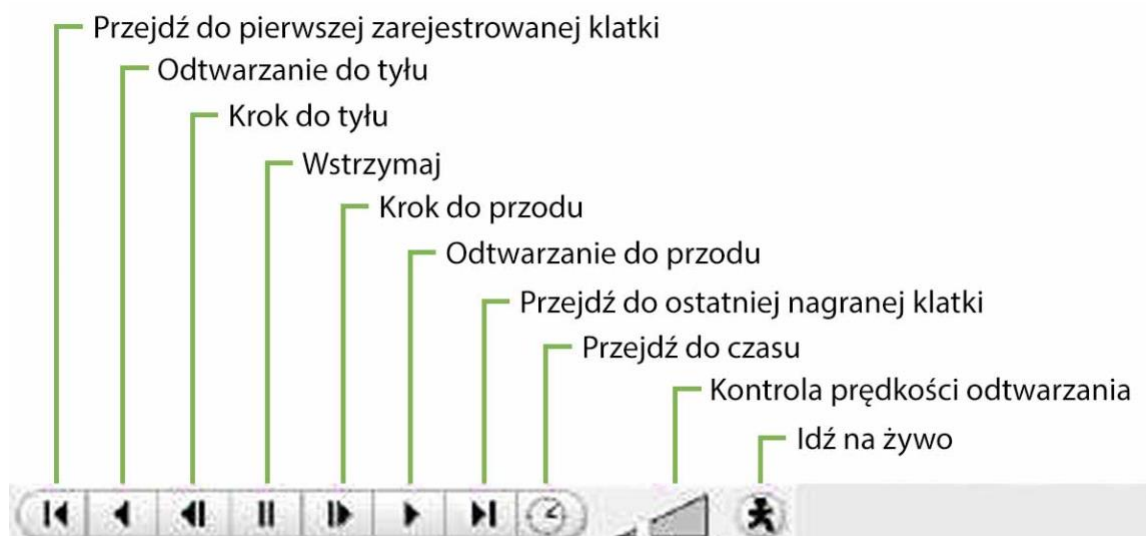 Przejdź do pierwszej zarejestrowanej klatki
Odtwarzanie do tyłu
Krok do tyłu
Wstrzymaj
Krok do przodu
Odtwarzanie do przodu
Przejdź do ostatniej nagranej klatki
Przejdź do czasu
Kontrola prędkości odtwarzania
Idź na żywo